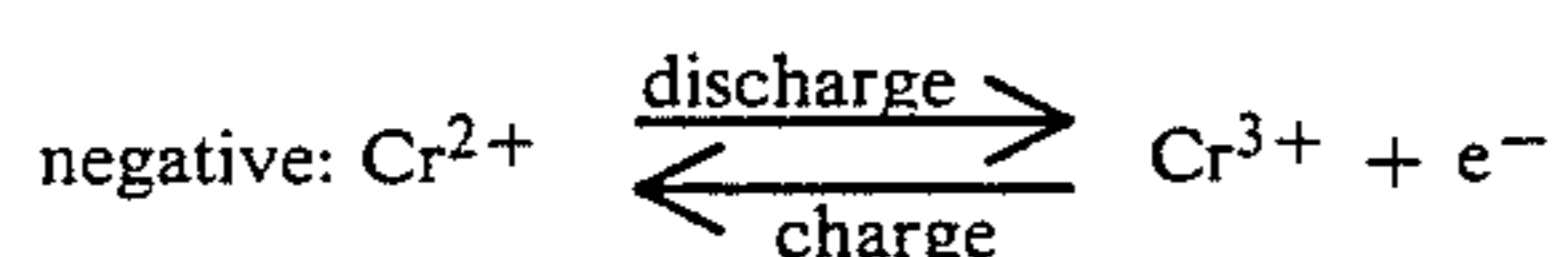 discharge
negative: Cr²⁺ ⇌ Cr³⁺ + e⁻
charge